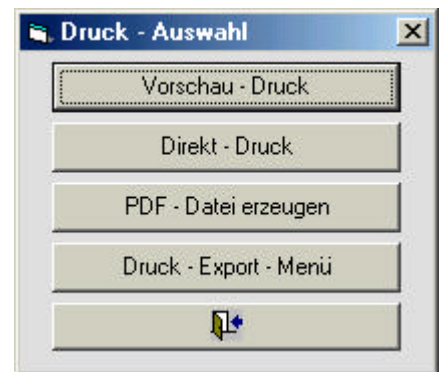 Druck - Auswahl
Vorschau - Druck
Direkt - Druck
PDF - Datei erzeugen
Druck - Export - Menü